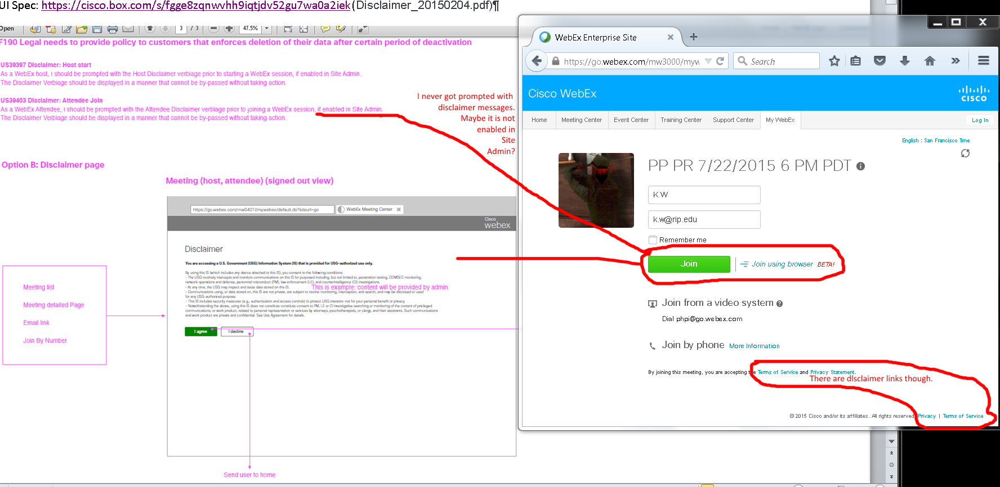 UI Spec: https://cisco.box.com/s/fgge8zqnwvhh9iqtjdv52gu7wa0a2iek(Disclaimer_20150204.pdf)¶
Open 3 / 3 47.5%
F190 Legal needs to provide policy to customers that enforces deletion of their data after certain period of deactivation
US39397 Disclaimer: Host start
As a WebEx host, I should be prompted with the Host Disclaimer verbiage prior to starting a WebEx session, if enabled in Site Admin.
The Disclaimer Verbiage should be displayed in a manner that cannot be by-passed without taking action.
US39403 Disclaimer: Attendee Join
As a WebEx Attendee, I should be prompted with the Attendee Disclaimer verbiage prior to joining a WebEx session, if enabled in Site Admin.
The Disclaimer Verbiage should be displayed in a manner that cannot be by-passed without taking action.
I never got prompted with
disclaimer messages.
Maybe it is not
enabled in
Site
Admin?
Option B: Disclaimer page
Meeting (host, attendee) (signed out view)
https://go.webex.com/mw0401l/mywebex/default.do?siteurl=go
WebEx Meeting Center
Cisco
webex
Disclaimer
You are accessing a U.S. Government (USG) Information System (IS) that is provided for USG-authorized use only.
By using this IS (which includes any device attached to this IS), you consent to the following conditions:
- The USG routinely intercepts and monitors communications on this IS for purposed including, but not limited to, penetration testing, COMSEC monitoring,
network operations and defense, personnel misconduct (PM), law enforcement (LE), and counterintelligence (CI) investigations.
- At any time, the USG may inspect and seize data stored on this IS.
This is example: content will be provided by admin
- Communications using, or data stored on, this IS are not private, are subject to routine monitoring, interception, and search, and may be disclosed or used
for any USG-authorized purpose.
- This IS includes security measures (e.g., authentication and access controls) to protect USG interests--not for your personal benefit or privacy.
- Notwithstanding the above, using this IS does not constitute constitute consent to PM, LE or CI investigative searching or monitoring of the content of privileged
communications, or work product, related to personal representation or services by attorneys, psychotherapists, or clergy, and their assistants. Such communications
and work product are private and confidential. See Use Agreement for details.
I agree
I decline
Meeting list
Meeting detailed Page
Email link
Join By Number
Send user to home
WebEx Enterprise Site
https://go.webex.com/mw3000/myw
Search
Cisco WebEx
CISCO
Home
Meeting Center
Event Center
Training Center
Support Center
My WebEx
Log In
English : San Francisco Time
PP PR 7/22/2015 6 PM PDT
K W
k.w@rip.edu
Remember me
Join
Join using browser BETA!
Join from a video system
Dial phpi@go.webex.com
Join by phone More Information
By joining this meeting, you are accepting the Terms of Service and Privacy Statement.
There are dIsclaimer links though.
© 2015 Cisco and/or its affiliates. All rights reserved. Privacy | Terms of Service